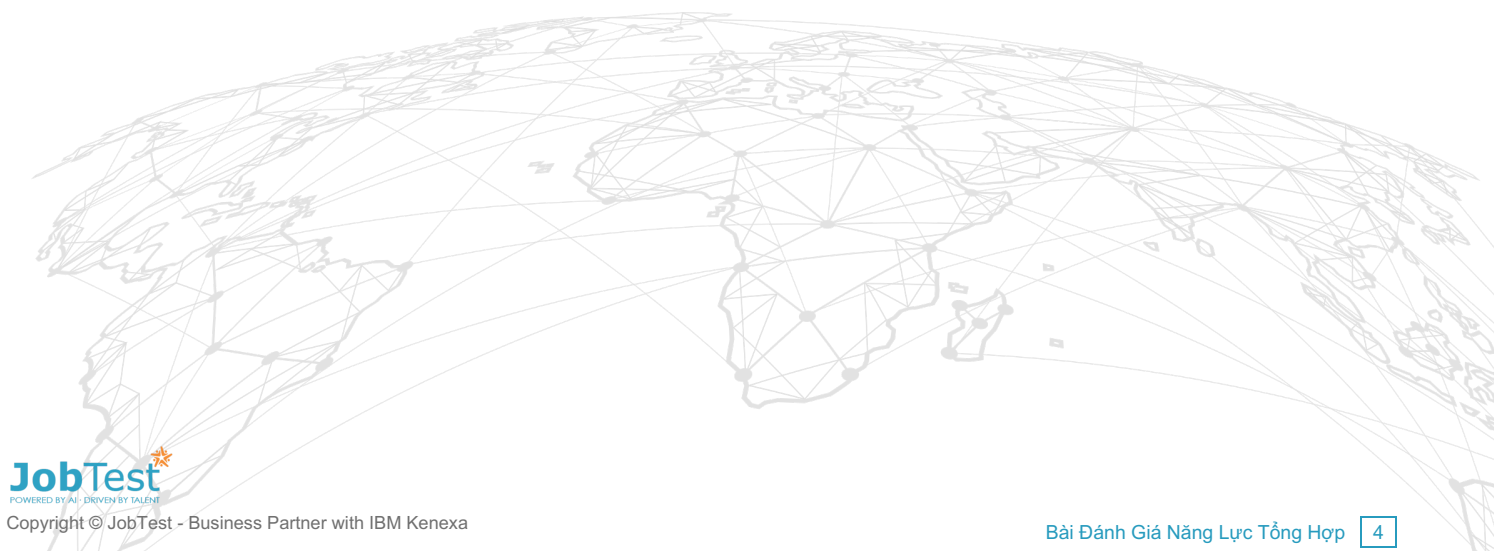 JobTest
POWERED BY AI - DRIVEN BY TALENT
Copyright © JobTest - Business Partner with IBM Kenexa
Bài Đánh Giá Năng Lực Tổng Hợp 4